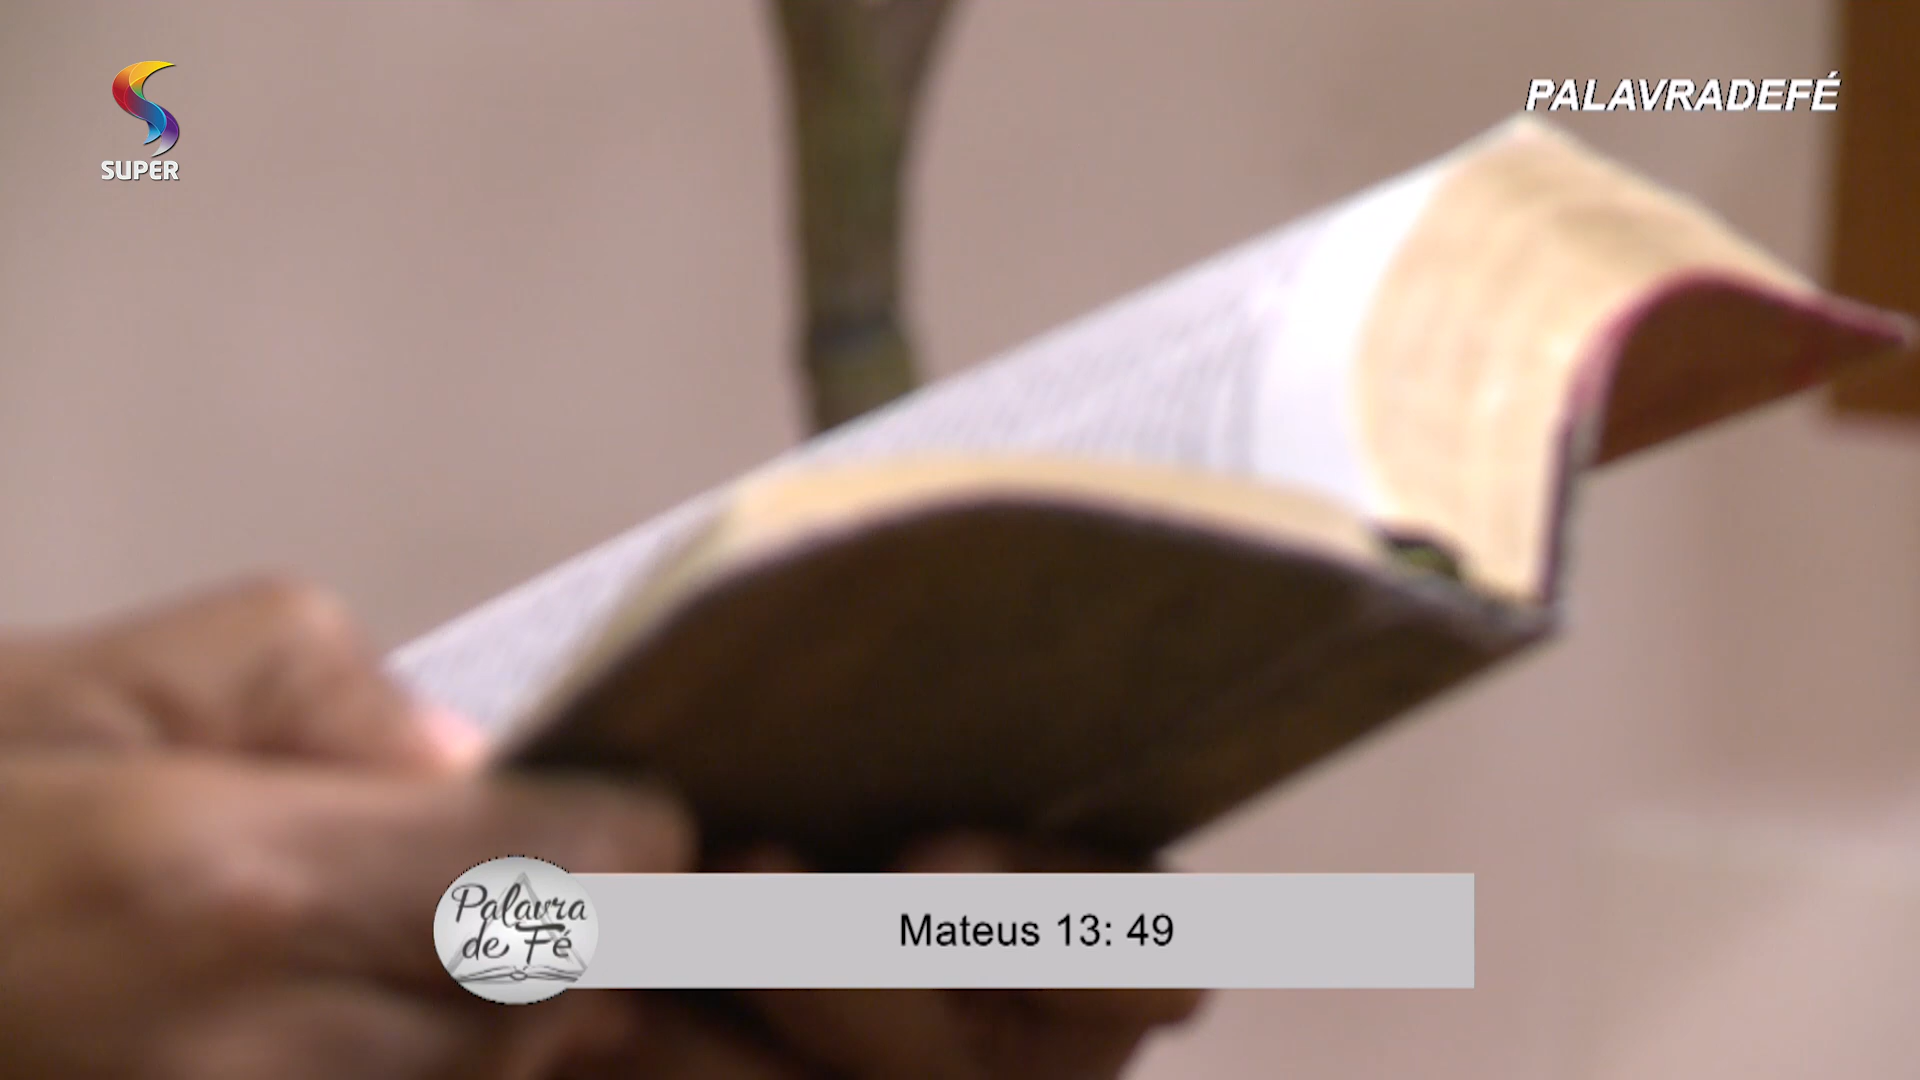 SUPER
PALAVRADEFÉ
Palavra
de Fé
Mateus 13: 49